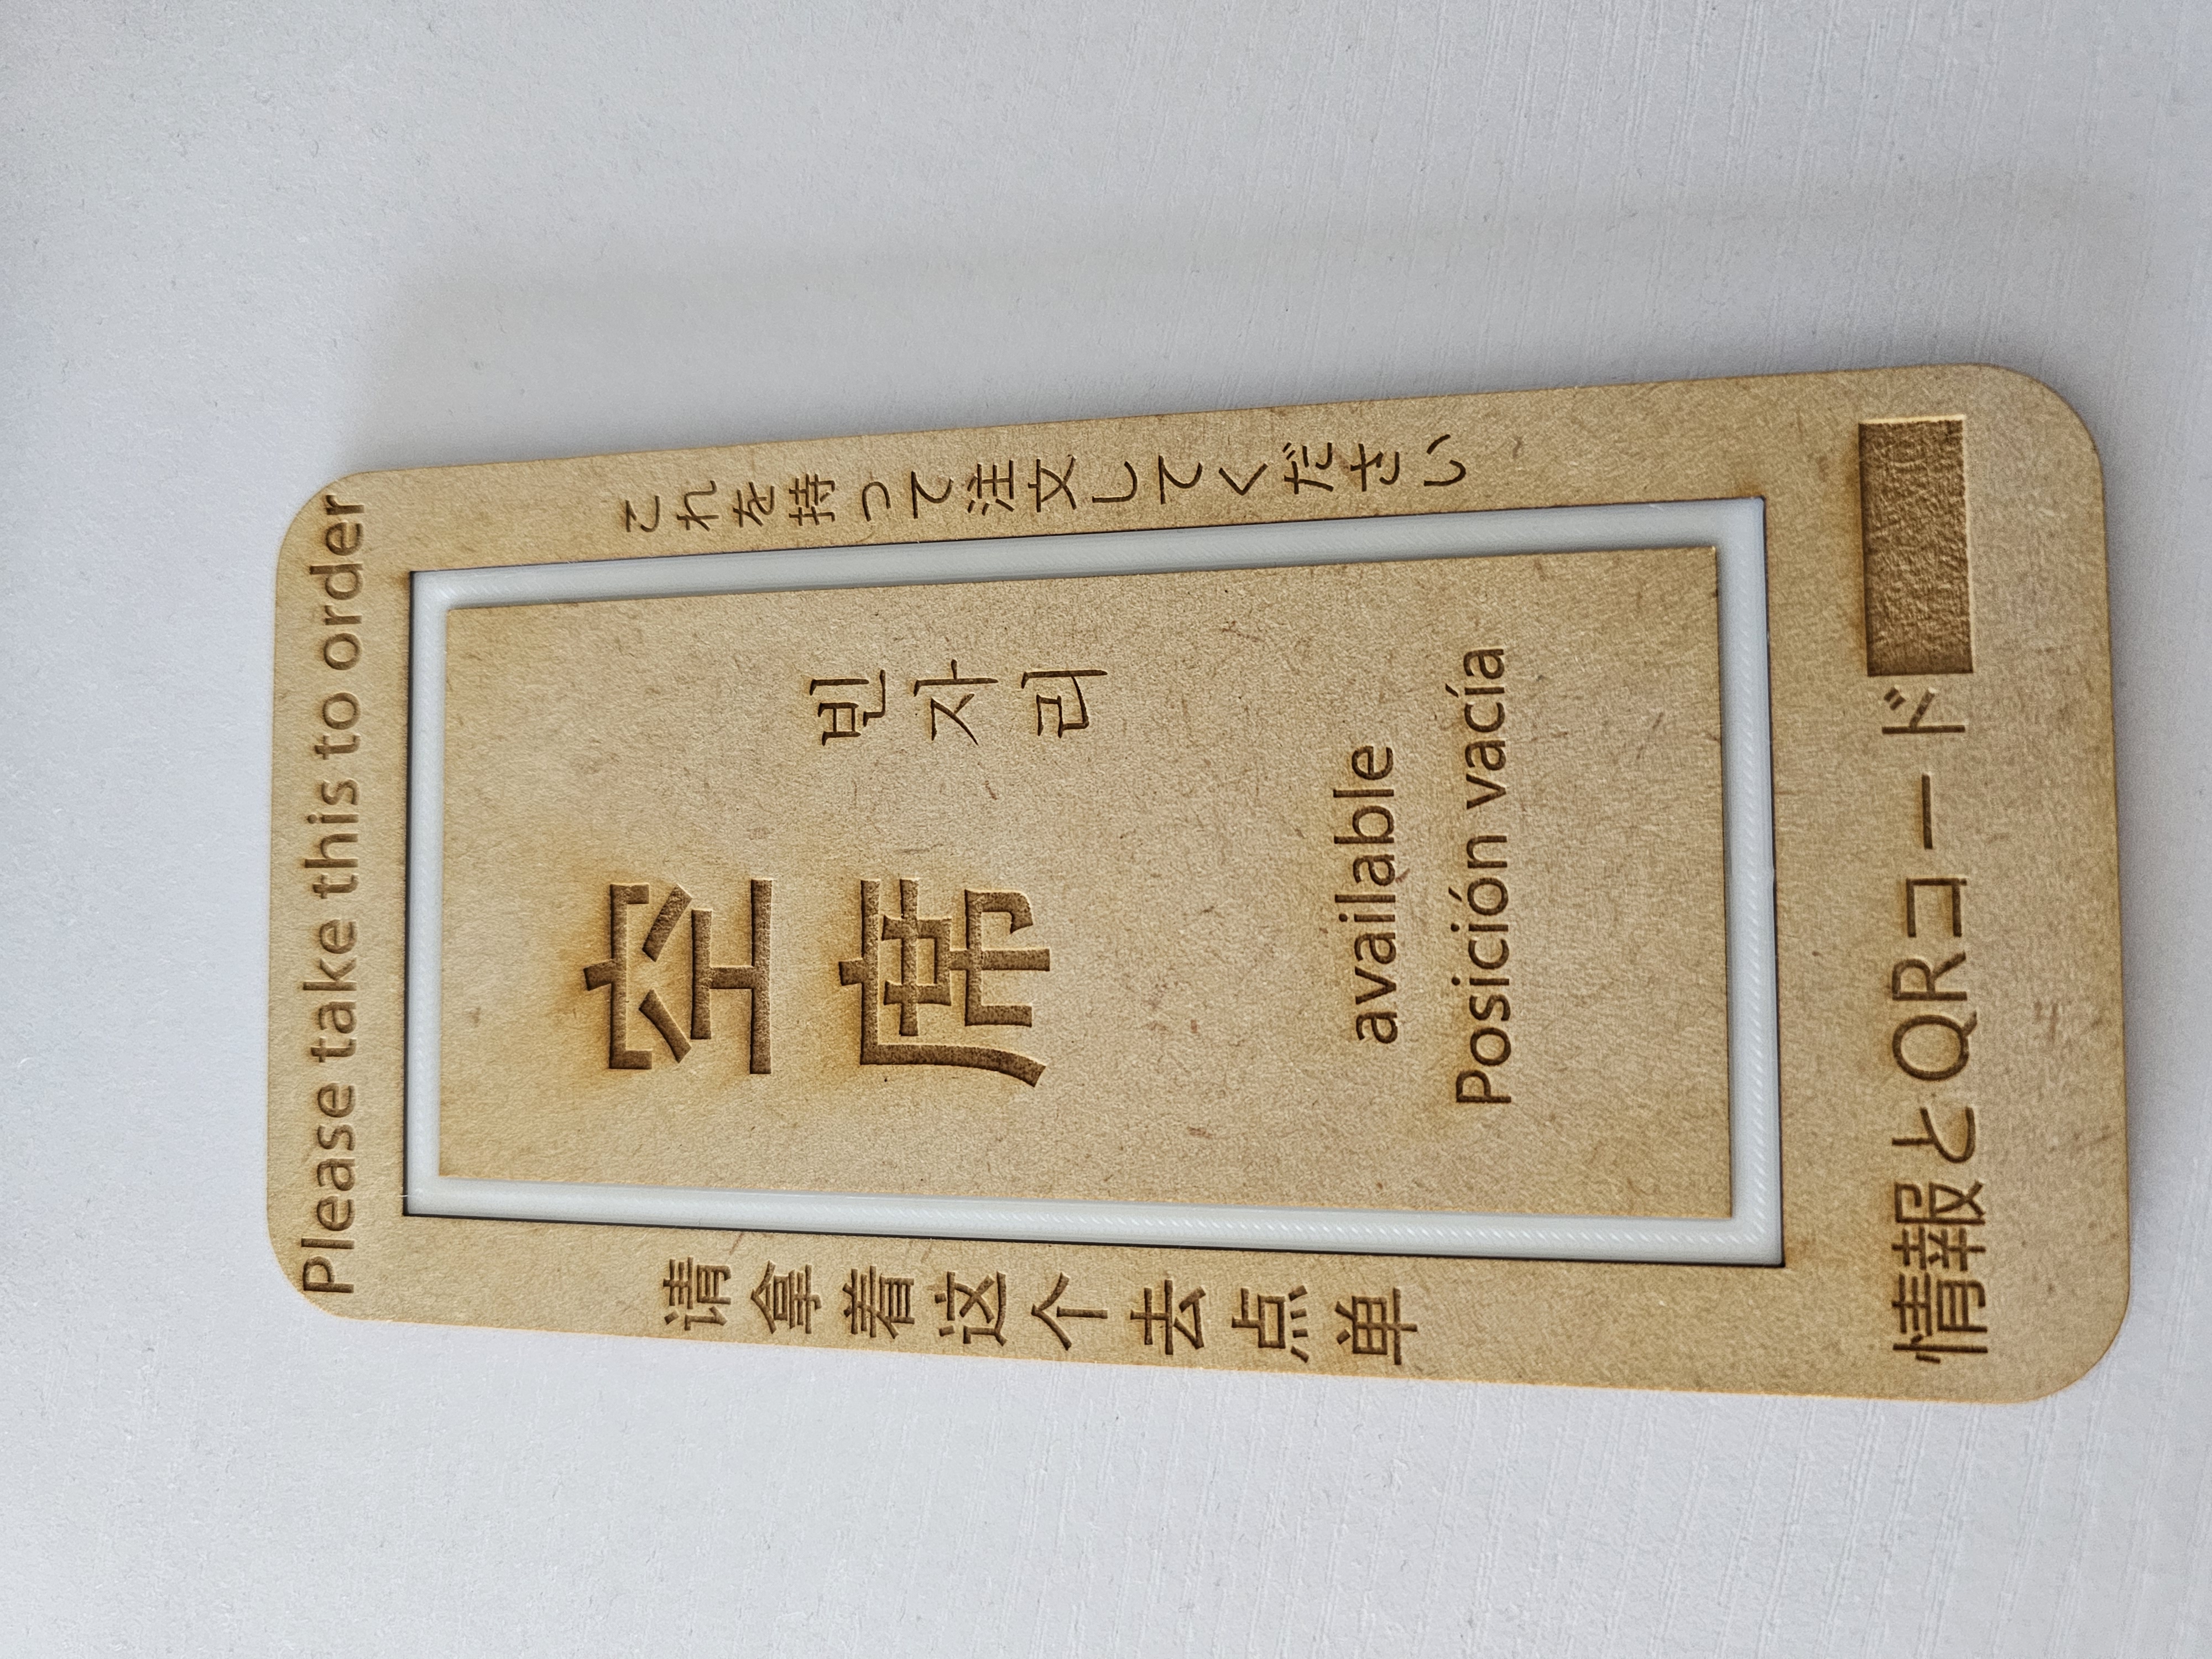 Please take this to order
请拿着这个去点单
空席
빈자리
available
Posición vacía
これを持って注文してください
情報とQRコード